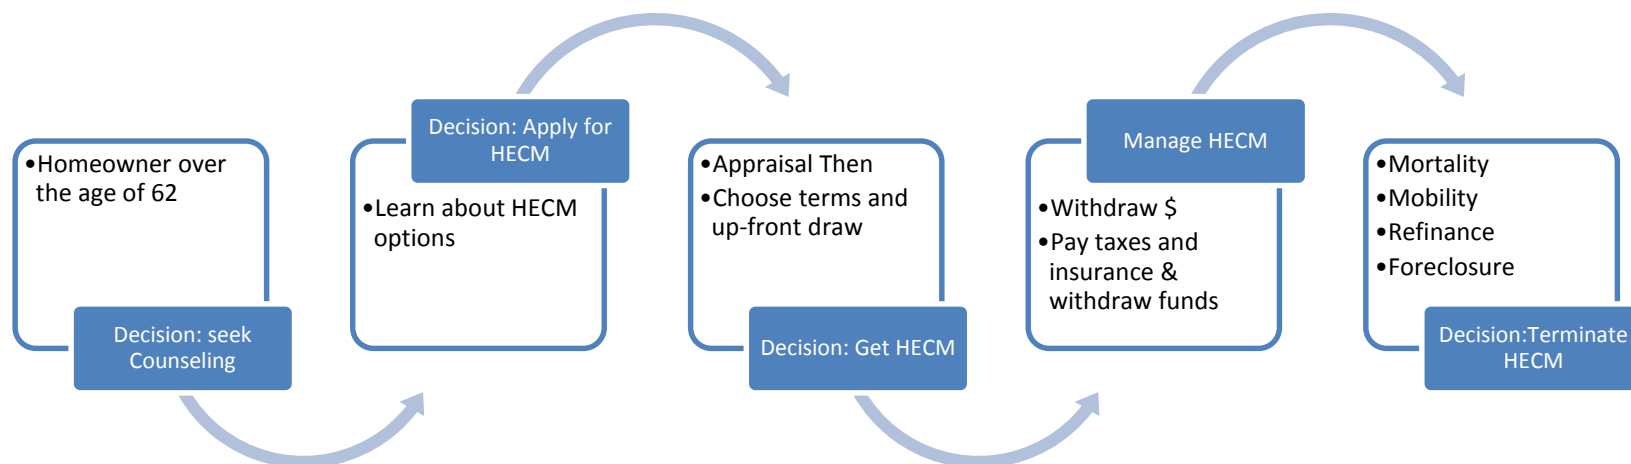 •Homeowner over
the age of 62
Decision: seek
Counseling
Decision: Apply for
HECM
•Learn about HECM
options
•Appraisal Then
•Choose terms and
up-front draw
Decision: Get HECM
Manage HECM
•Withdraw $
•Pay taxes and
insurance &
withdraw funds
•Mortality
•Mobility
•Refinance
•Foreclosure
Decision:Terminate
HECM